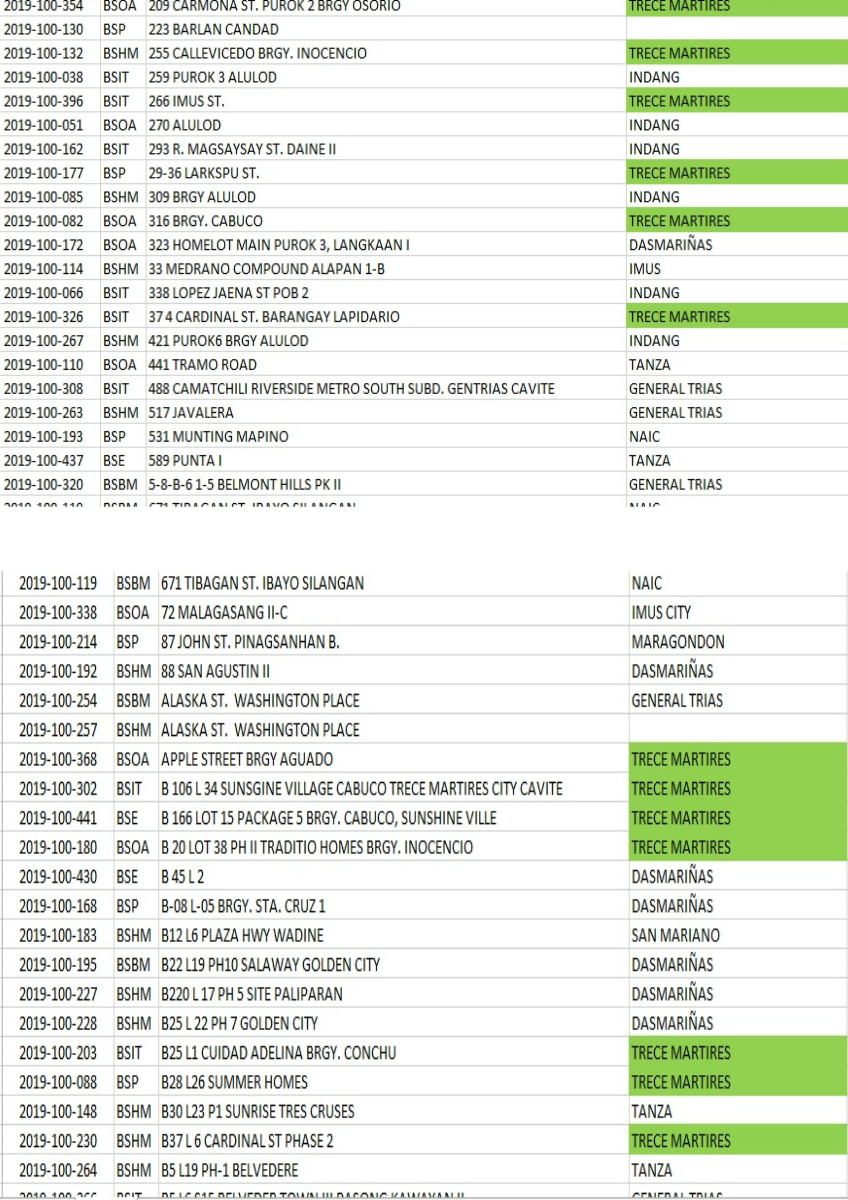 2019-100-354 BSOA 209 CARMONA ST. PUROK 2 BRGY OSORIO TRECE MARTIRES
2019-100-130 BSP 223 BARLAN CANDAD
2019-100-132 BSHM 255 CALLEVICEDO BRGY. INOCENCIO TRECE MARTIRES
2019-100-038 BSIT 259 PUROK 3 ALULOD INDANG
2019-100-396 BSIT 266 IMUS ST. TRECE MARTIRES
2019-100-051 BSOA 270 ALULOD INDANG
2019-100-162 BSIT 293 R. MAGSAYSAY ST. DAINE II INDANG
2019-100-177 BSP 29-36 LARKSPU ST. TRECE MARTIRES
2019-100-085 BSHM 309 BRGY ALULOD INDANG
2019-100-082 BSOA 316 BRGY. CABUCO TRECE MARTIRES
2019-100-172 BSOA 323 HOMELOT MAIN PUROK 3, LANGKAAN I DASMARIÑAS
2019-100-114 BSHM 33 MEDRANO COMPOUND ALAPAN 1-B IMUS
2019-100-066 BSIT 338 LOPEZ JAENA ST POB 2 INDANG
2019-100-326 BSIT 37 4 CARDINAL ST. BARANGAY LAPIDARIO TRECE MARTIRES
2019-100-267 BSHM 421 PUROK6 BRGY ALULOD INDANG
2019-100-110 BSOA 441 TRAMO ROAD TANZA
2019-100-308 BSIT 488 CAMATCHILI RIVERSIDE METRO SOUTH SUBD. GENTRIAS CAVITE GENERAL TRIAS
2019-100-263 BSHM 517 JAVALERA GENERAL TRIAS
2019-100-193 BSP 531 MUNTING MAPINO NAIC
2019-100-437 BSE 589 PUNTA I TANZA
2019-100-320 BSBM 5-8-B-6 1-5 BELMONT HILLS PK II GENERAL TRIAS
2019-100-119 BSBM 671 TIBAGAN ST. IBAYO SILANGAN NAIC
2019-100-119 BSBM 671 TIBAGAN ST. IBAYO SILANGAN NAIC
2019-100-338 BSOA 72 MALAGASANG II-C IMUS CITY
2019-100-214 BSP 87 JOHN ST. PINAGSANHAN B. MARAGONDON
2019-100-192 BSHM 88 SAN AGUSTIN II DASMARIÑAS
2019-100-254 BSBM ALASKA ST. WASHINGTON PLACE GENERAL TRIAS
2019-100-257 BSHM ALASKA ST. WASHINGTON PLACE
2019-100-368 BSOA APPLE STREET BRGY AGUADO TRECE MARTIRES
2019-100-302 BSIT B 106 L 34 SUNSGINE VILLAGE CABUCO TRECE MARTIRES CITY CAVITE TRECE MARTIRES
2019-100-441 BSE B 166 LOT 15 PACKAGE 5 BRGY. CABUCO, SUNSHINE VILLE TRECE MARTIRES
2019-100-180 BSOA B 20 LOT 38 PH II TRADITIO HOMES BRGY. INOCENCIO TRECE MARTIRES
2019-100-430 BSE B 45 L 2 DASMARIÑAS
2019-100-168 BSP B-08 L-05 BRGY. STA. CRUZ 1 DASMARIÑAS
2019-100-183 BSHM B12 L6 PLAZA HWY WADINE SAN MARIANO
2019-100-195 BSBM B22 L19 PH10 SALAWAY GOLDEN CITY DASMARIÑAS
2019-100-227 BSHM B220 L 17 PH 5 SITE PALIPARAN DASMARIÑAS
2019-100-228 BSHM B25 L 22 PH 7 GOLDEN CITY DASMARIÑAS
2019-100-203 BSIT B25 L1 CUIDAD ADELINA BRGY. CONCHU TRECE MARTIRES
2019-100-088 BSP B28 L26 SUMMER HOMES TRECE MARTIRES
2019-100-148 BSHM B30 L23 P1 SUNRISE TRES CRUSES TANZA
2019-100-230 BSHM B37 L 6 CARDINAL ST PHASE 2 TRECE MARTIRES
2019-100-264 BSHM B5 L19 PH-1 BELVEDERE TANZA